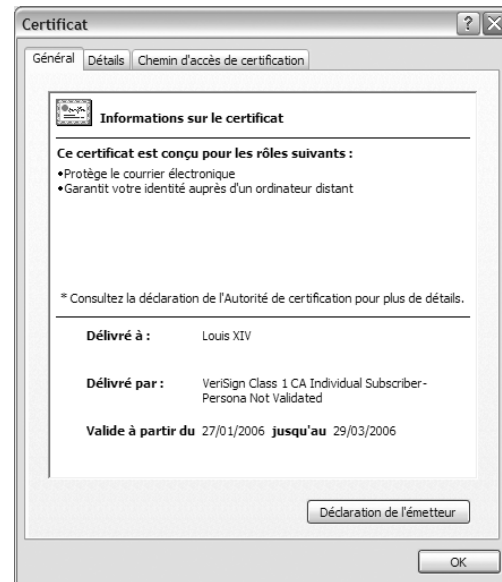 Certificat
Général Détails Chemin d'accès de certification
Informations sur le certificat
Ce certificat est conçu pour les rôles suivants :
•Protège le courrier électronique
•Garantit votre identité auprès d'un ordinateur distant
* Consultez la déclaration de l'Autorité de certification pour plus de détails.
Délivré à : Louis XIV
Délivré par : VeriSign Class 1 CA Individual Subscriber-
Persona Not Validated
Valide à partir du 27/01/2006 jusqu'au 29/03/2006
Déclaration de l'émetteur
OK